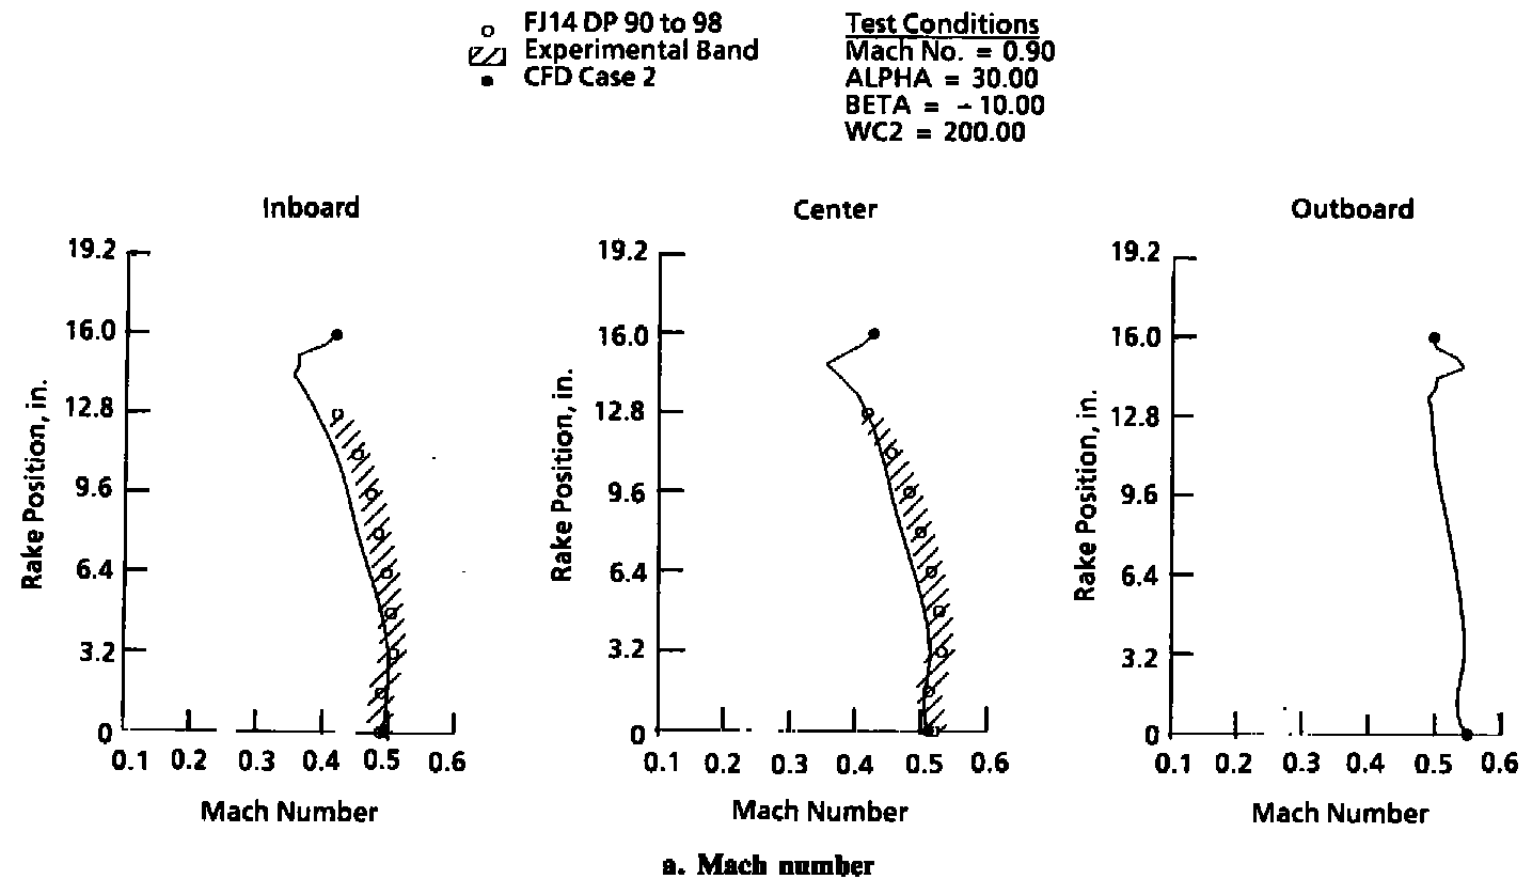 FJ14 DP 90 to 98
Experimental Band
CFD Case 2
Test Conditions
Mach No. = 0.90
ALPHA = 30.00
BETA = - 10.00
WC2 = 200.00
Inboard
19.2
16.0
12.8
9.6
6.4
3.2
0
Rake Position, in.
0.1 0.2 0.3 0.4 0.5 0.6
Mach Number
Center
19.2
16.0
12.8
9.6
6.4
3.2
0
Rake Position, in.
0.1 0.2 0.3 0.4 0.5 0.6
Mach Number
Outboard
19.2
16.0
12.8
9.6
6.4
3.2
0
Rake Position, in.
0.1 0.2 0.3 0.4 0.5 0.6
Mach Number
a. Mach number